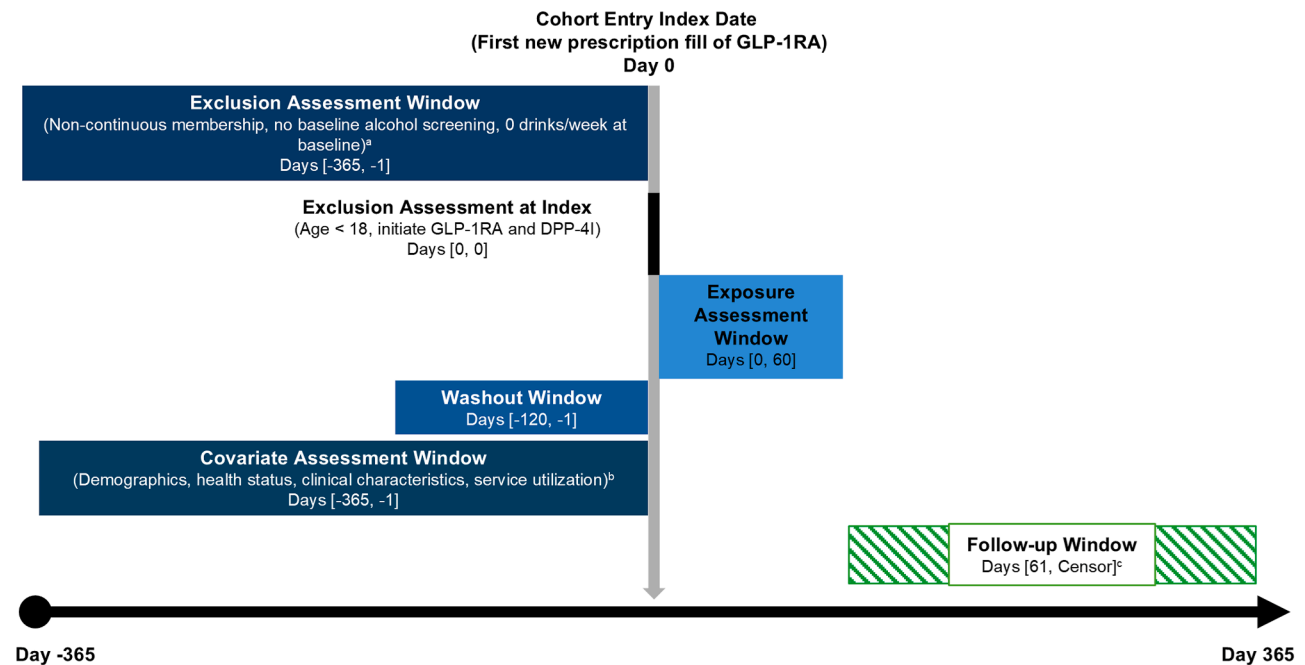 Cohort Entry Index Date
(First new prescription fill of GLP-1RA)
Day 0
Exclusion Assessment Window
(Non-continuous membership, no baseline alcohol screening, 0 drinks/week at
baseline)ᵃ
Days [-365, -1]
Exclusion Assessment at Index
(Age < 18, initiate GLP-1RA and DPP-4I)
Days [0, 0]
Exposure
Assessment
Window
Days [0, 60]
Washout Window
Days [-120, -1]
Covariate Assessment Window
(Demographics, health status, clinical characteristics, service utilization)ᵇ
Days [-365, -1]
Follow-up Window
Days [61, Censor]ᶜ
Day -365
Day 365